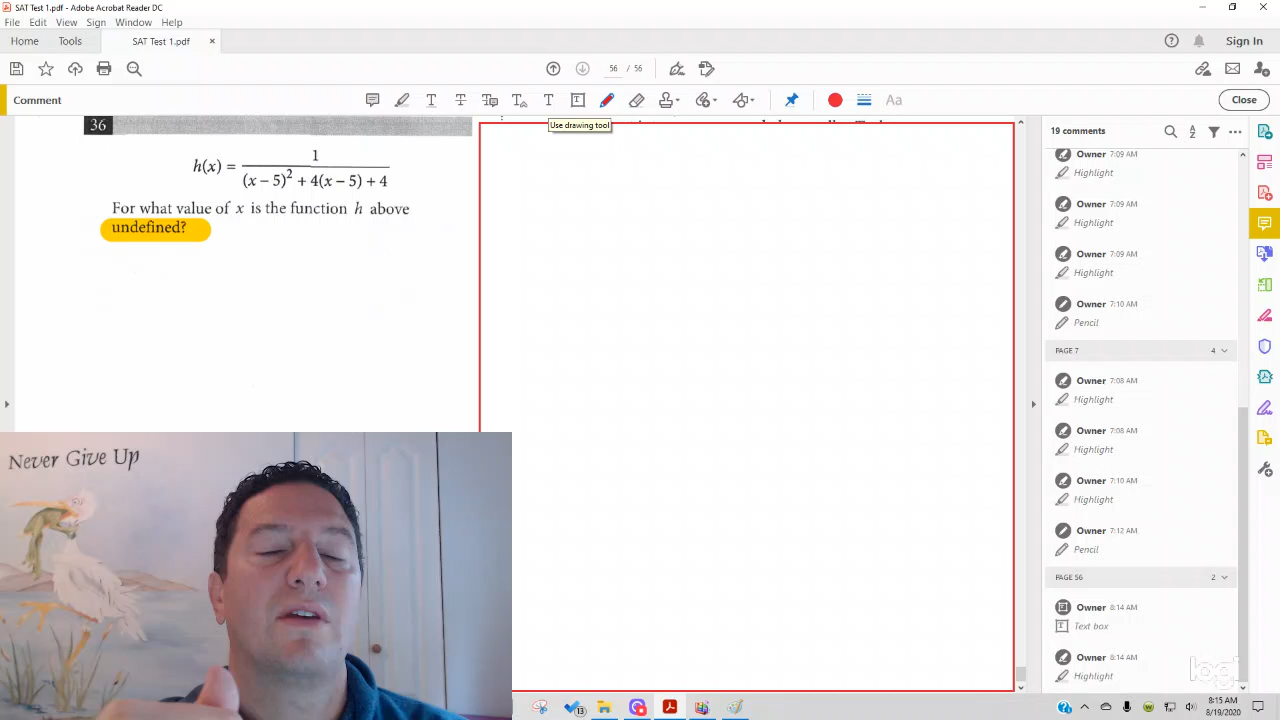 SAT Test 1.pdf - Adobe Acrobat Reader DC
File Edit View Sign Window Help
Home Tools SAT Test 1.pdf × Sign In
56 / 56
Comment Aa Close
Use drawing tool
36
h(x) = 1 / ((x − 5)² + 4(x − 5) + 4)
For what value of x is the function h above
undefined?
19 comments
Owner 7:09 AM
Highlight
Owner 7:09 AM
Highlight
Owner 7:09 AM
Highlight
Owner 7:10 AM
Pencil
PAGE 7 4
Owner 7:08 AM
Highlight
Owner 7:08 AM
Highlight
Owner 7:10 AM
Highlight
Owner 7:12 AM
Pencil
PAGE 56 2
Owner 8:14 AM
Text box
Owner 8:14 AM
Highlight
Never Give Up
logi
13
8:15 AM
8/19/2020